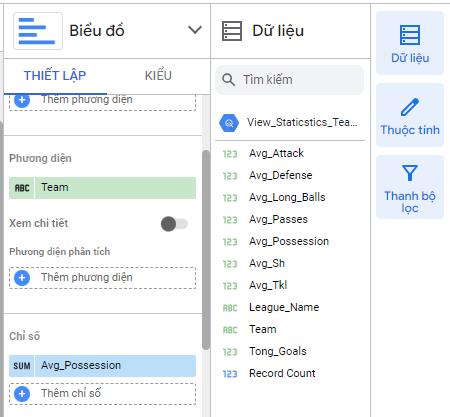 Biểu đồ
THIẾT LẬP
KIỂU
Thêm phương diện
Phương diện
ABC Team
Xem chi tiết
Phương diện phân tích
Thêm phương diện
Chỉ số
SUM Avg_Possession
Thêm chỉ số
Dữ liệu
Tìm kiếm
View_Staticstics_Tea...
123 Avg_Attack
123 Avg_Defense
123 Avg_Long_Balls
123 Avg_Passes
123 Avg_Possession
123 Avg_Sh
123 Avg_Tkl
ABC League_Name
ABC Team
123 Tong_Goals
123 Record Count
Dữ liệu
Thuộc tính
Thanh bộ
lọc